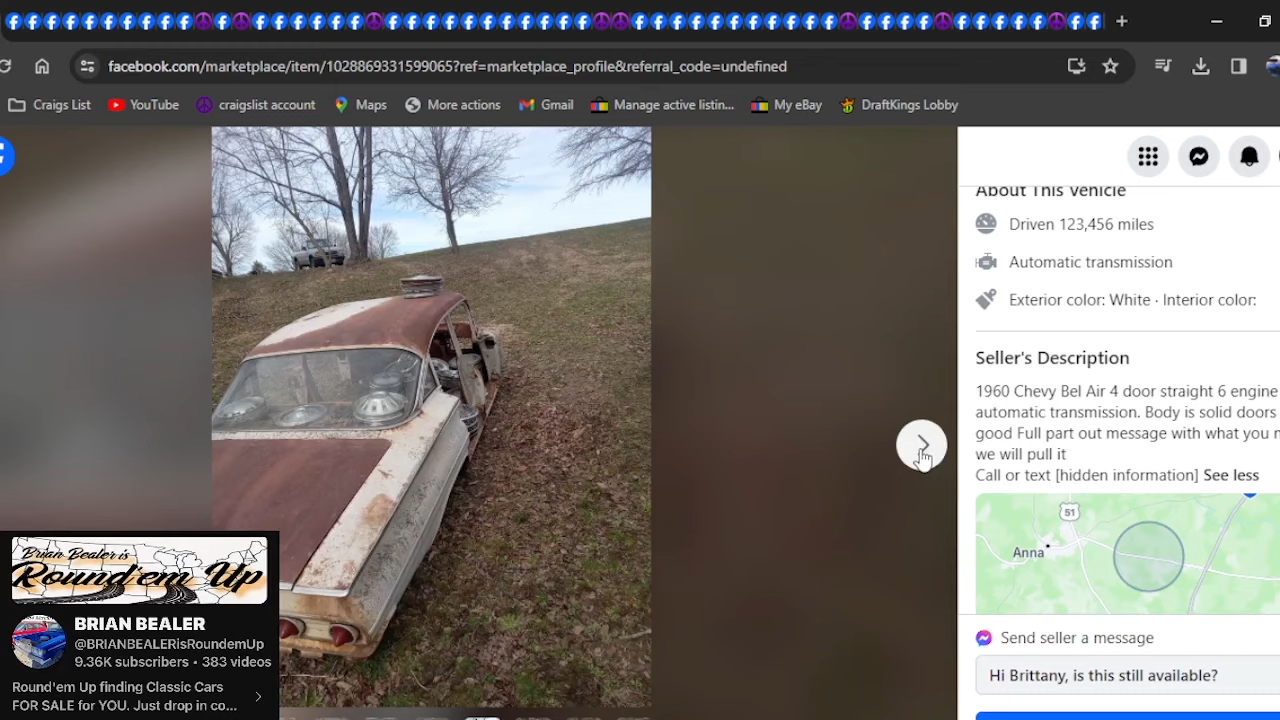 facebook.com/marketplace/item/1028869331599065?ref=marketplace_profile&referral_code=undefined
Craigs List YouTube craigslist account Maps More actions Gmail Manage active listin... My eBay DraftKings Lobby
About This Vehicle
Driven 123,456 miles
Automatic transmission
Exterior color: White · Interior color:
Seller's Description
1960 Chevy Bel Air 4 door straight 6 engine
automatic transmission. Body is solid doors
good Full part out message with what you
we will pull it
Call or text [hidden information] See less
51
Anna
Send seller a message
Hi Brittany, is this still available?
Brian Bealer is
Round'em Up
BRIAN BEALER
@BRIANBEALERisRoundemUp
9.36K subscribers • 383 videos
Round'em Up finding Classic Cars
FOR SALE for YOU. Just drop in co...